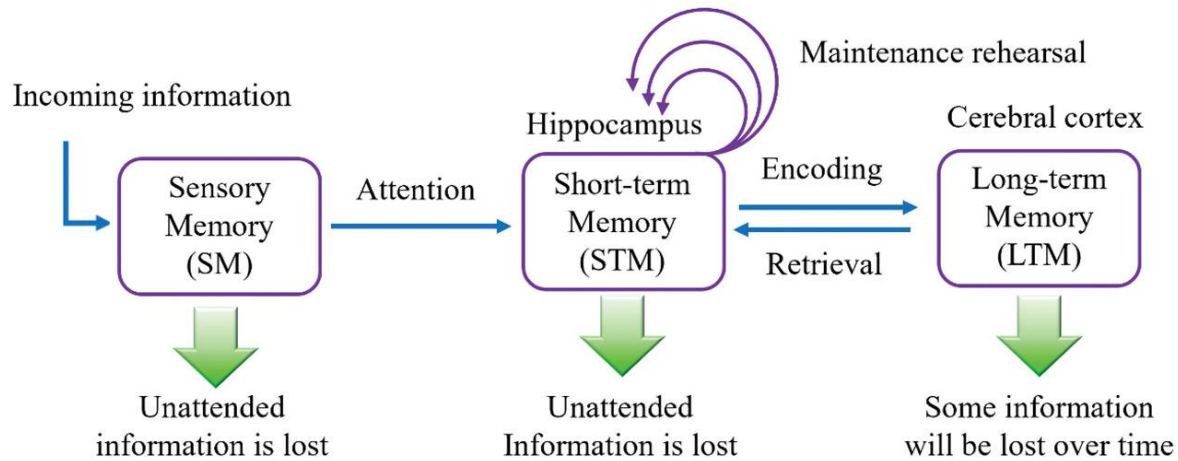 Maintenance rehearsal
Incoming information
Hippocampus
Cerebral cortex
Sensory
Memory
(SM)
Attention
Short-term
Memory
(STM)
Encoding
Retrieval
Long-term
Memory
(LTM)
Unattended
information is lost
Unattended
Information is lost
Some information
will be lost over time